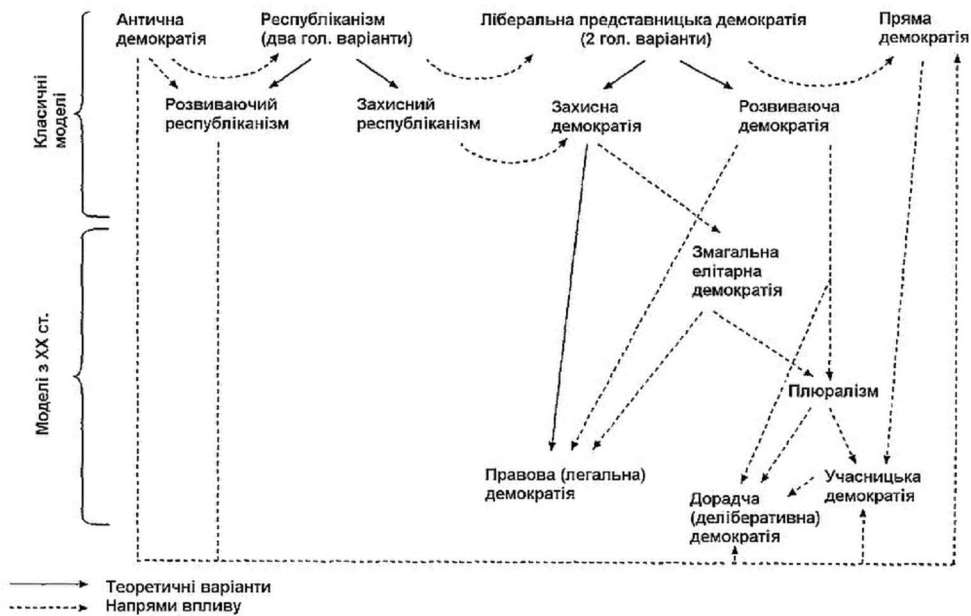 Антична
демократія
Республіканізм
(два гол. варіанти)
Ліберальна представницька демократія
(2 гол. варіанти)
Пряма
демократія
Класичні
моделі
Розвиваючий
республіканізм
Захисний
республіканізм
Захисна
демократія
Розвиваюча
демократія
Змагальна
елітарна
демократія
Моделі з XX ст.
Плюралізм
Правова (легальна)
демократія
Дорадча
(деліберативна)
демократія
Учасницька
демократія
Теоретичні варіанти
Напрями впливу